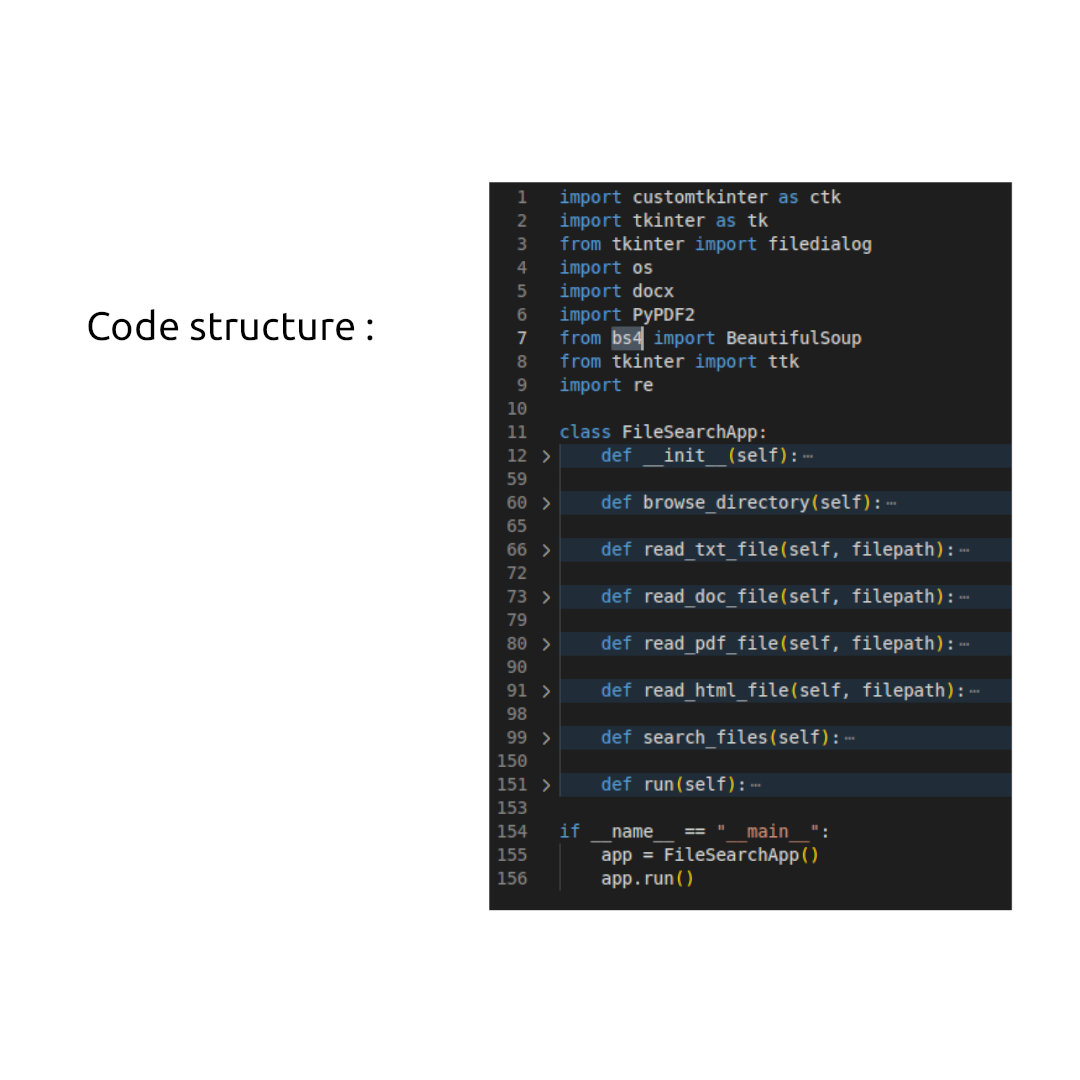 Code structure :
1 import customtkinter as ctk
2 import tkinter as tk
3 from tkinter import filedialog
4 import os
5 import docx
6 import PyPDF2
7 from bs4 import BeautifulSoup
8 from tkinter import ttk
9 import re
10
11 class FileSearchApp:
12 > def __init__(self): ⋯
59
60 > def browse_directory(self): ⋯
65
66 > def read_txt_file(self, filepath): ⋯
72
73 > def read_doc_file(self, filepath): ⋯
79
80 > def read_pdf_file(self, filepath): ⋯
90
91 > def read_html_file(self, filepath): ⋯
98
99 > def search_files(self): ⋯
150
151 > def run(self): ⋯
153
154 if __name__ == "__main__":
155 app = FileSearchApp()
156 app.run()